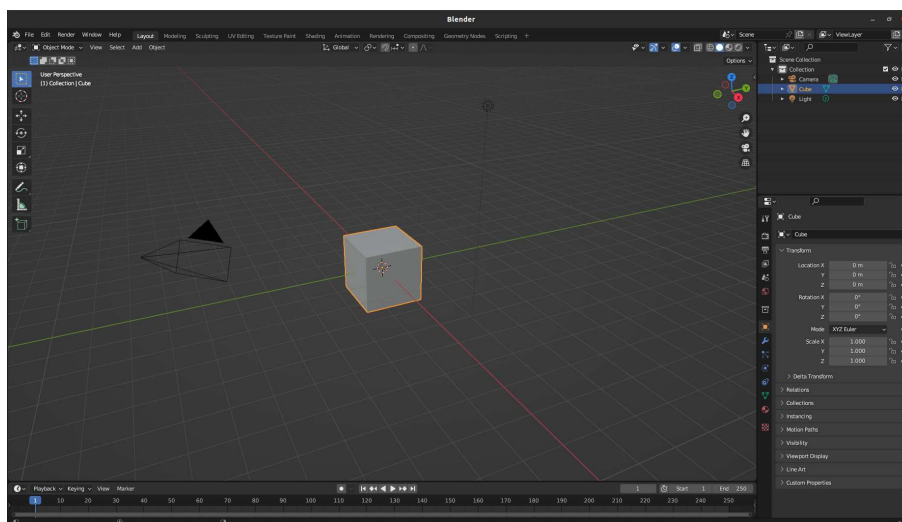 Blender
File Edit Render Window Help Layout Modeling Sculpting UV Editing Texture Paint Shading Animation Rendering Compositing Geometry Nodes Scripting + Scene ViewLayer
Object Mode View Select Add Object Global
Options
User Perspective
(1) Collection | Cube
Z
Y
X
Scene Collection
Collection
Camera
Cube
Light
Cube
Cube
Transform
Location X 0 m
Y 0 m
Z 0 m
Rotation X 0°
Y 0°
Z 0°
Mode XYZ Euler
Scale X 1.000
Y 1.000
Z 1.000
Delta Transform
Relations
Collections
Instancing
Motion Paths
Visibility
Viewport Display
Line Art
Custom Properties
Playback Keying View Marker 1 Start 1 End 250
1 10 20 30 40 50 60 70 80 90 100 110 120 130 140 150 160 170 180 190 200 210 220 230 240 250